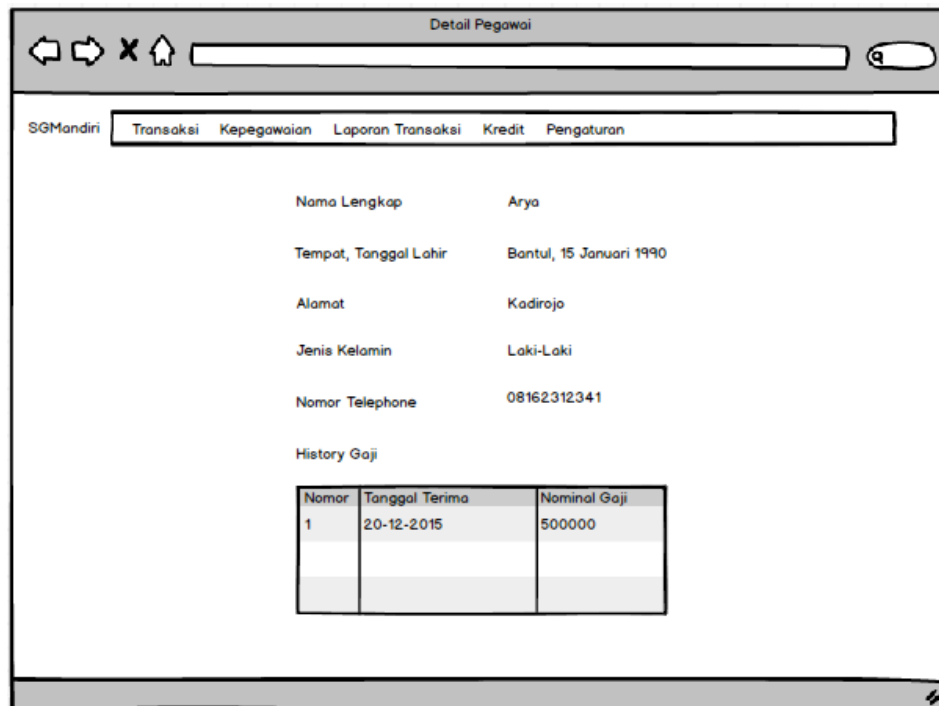 Detail Pegawai
SGMandiri Transaksi Kepegawaian Laporan Transaksi Kredit Pengaturan
Nama Lengkap Arya
Tempat, Tanggal Lahir Bantul, 15 Januari 1990
Alamat Kadirojo
Jenis Kelamin Laki-Laki
Nomor Telephone 08162312341
History Gaji
Nomor Tanggal Terima Nominal Gaji
1 20-12-2015 500000